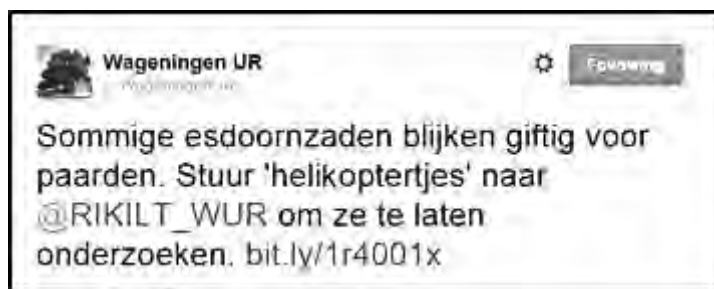 Wageningen UR
Following
Sommige esdoornzaden blijken giftig voor
paarden. Stuur 'helikoptertjes' naar
@RIKILT_WUR om ze te laten
onderzoeken. bit.ly/1r4001x